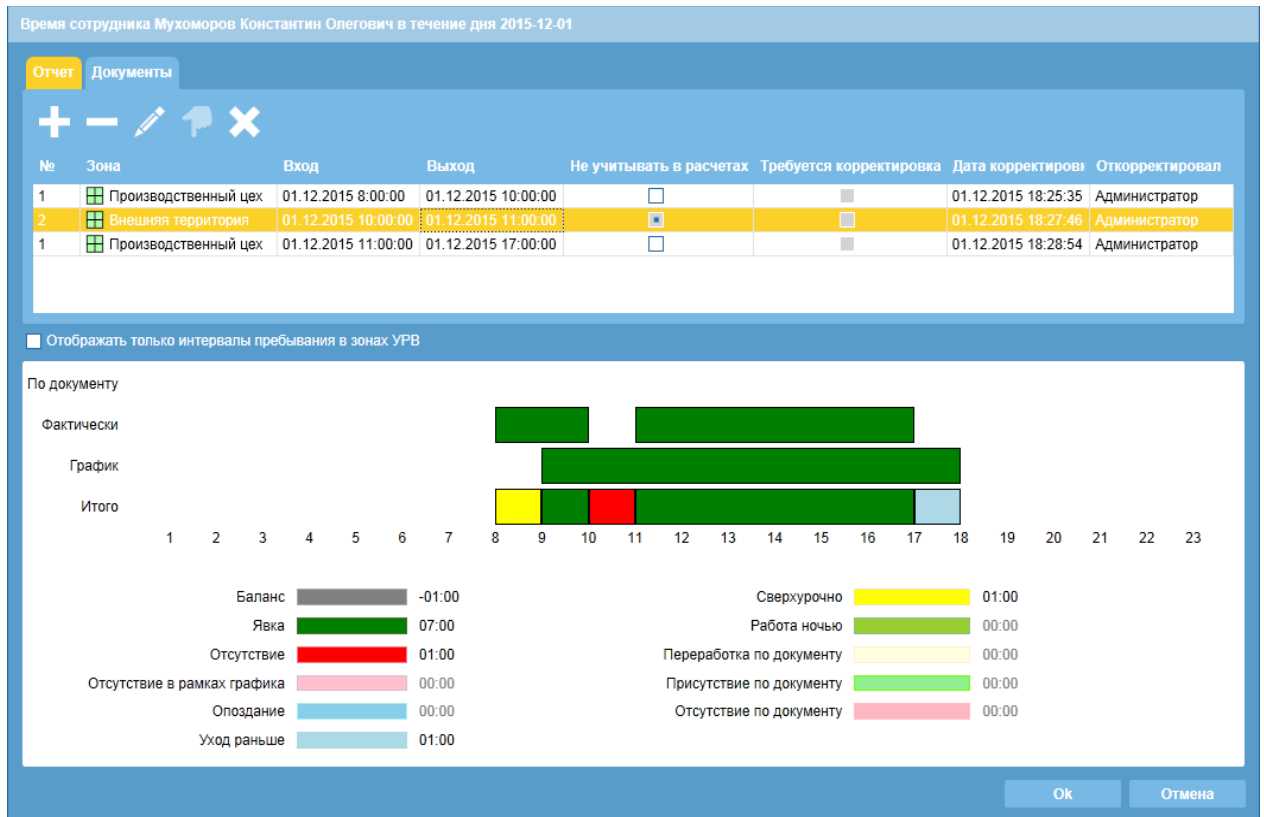 Время сотрудника Мухоморов Константин Олегович в течение дня 2015-12-01
Отчет Документы
№ Зона Вход Выход Не учитывать в расчетах Требуется корректировка Дата корректировк Откорректировал
1 Производственный цех 01.12.2015 8:00:00 01.12.2015 10:00:00 01.12.2015 18:25:35 Администратор
2 Внешняя территория 01.12.2015 10:00:00 01.12.2015 11:00:00 01.12.2015 18:27:46 Администратор
1 Производственный цех 01.12.2015 11:00:00 01.12.2015 17:00:00 01.12.2015 18:28:54 Администратор
Отображать только интервалы пребывания в зонах УРВ
По документу
Фактически
График
Итого
1 2 3 4 5 6 7 8 9 10 11 12 13 14 15 16 17 18 19 20 21 22 23
Баланс -01:00 Сверхурочно 01:00
Явка 07:00 Работа ночью 00:00
Отсутствие 01:00 Переработка по документу 00:00
Отсутствие в рамках графика 00:00 Присутствие по документу 00:00
Опоздание 00:00 Отсутствие по документу 00:00
Уход раньше 01:00
Ok Отмена